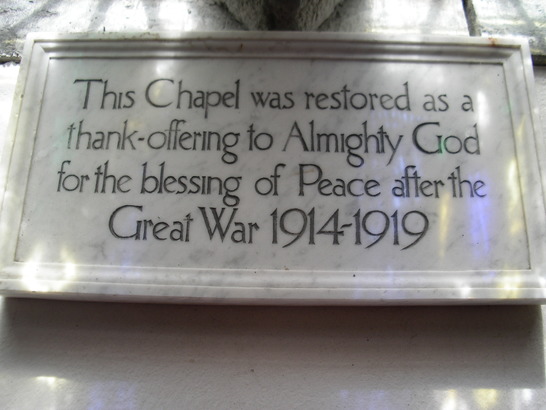 This Chapel was restored as a
thank-offering to Almighty God
for the blessing of Peace after the
Great War 1914-1919